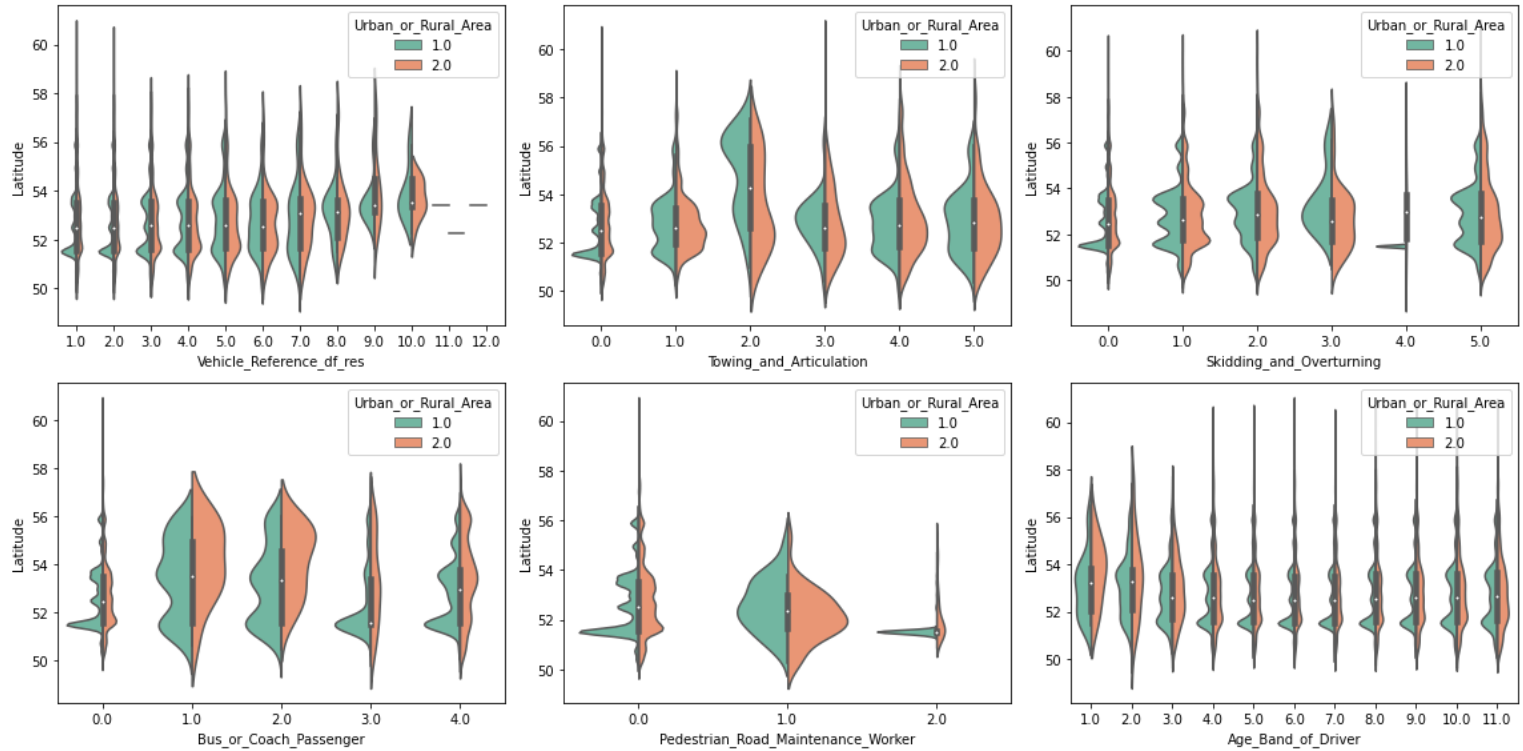 Urban_or_Rural_Area
1.0
2.0
60
58
56
54
52
50
Latitude
1.0 2.0 3.0 4.0 5.0 6.0 7.0 8.0 9.0 10.0 11.0 12.0
Vehicle_Reference_df_res
Urban_or_Rural_Area
1.0
2.0
60
58
56
54
52
50
Latitude
0.0 1.0 2.0 3.0 4.0 5.0
Towing_and_Articulation
Urban_or_Rural_Area
1.0
2.0
62
60
58
56
54
52
50
Latitude
0.0 1.0 2.0 3.0 4.0 5.0
Skidding_and_Overturning
Urban_or_Rural_Area
1.0
2.0
60
58
56
54
52
50
Latitude
0.0 1.0 2.0 3.0 4.0
Bus_or_Coach_Passenger
Urban_or_Rural_Area
1.0
2.0
60
58
56
54
52
50
Latitude
0.0 1.0 2.0
Pedestrian_Road_Maintenance_Worker
Urban_or_Rural_Area
1.0
2.0
60
58
56
54
52
50
Latitude
1.0 2.0 3.0 4.0 5.0 6.0 7.0 8.0 9.0 10.0 11.0
Age_Band_of_Driver